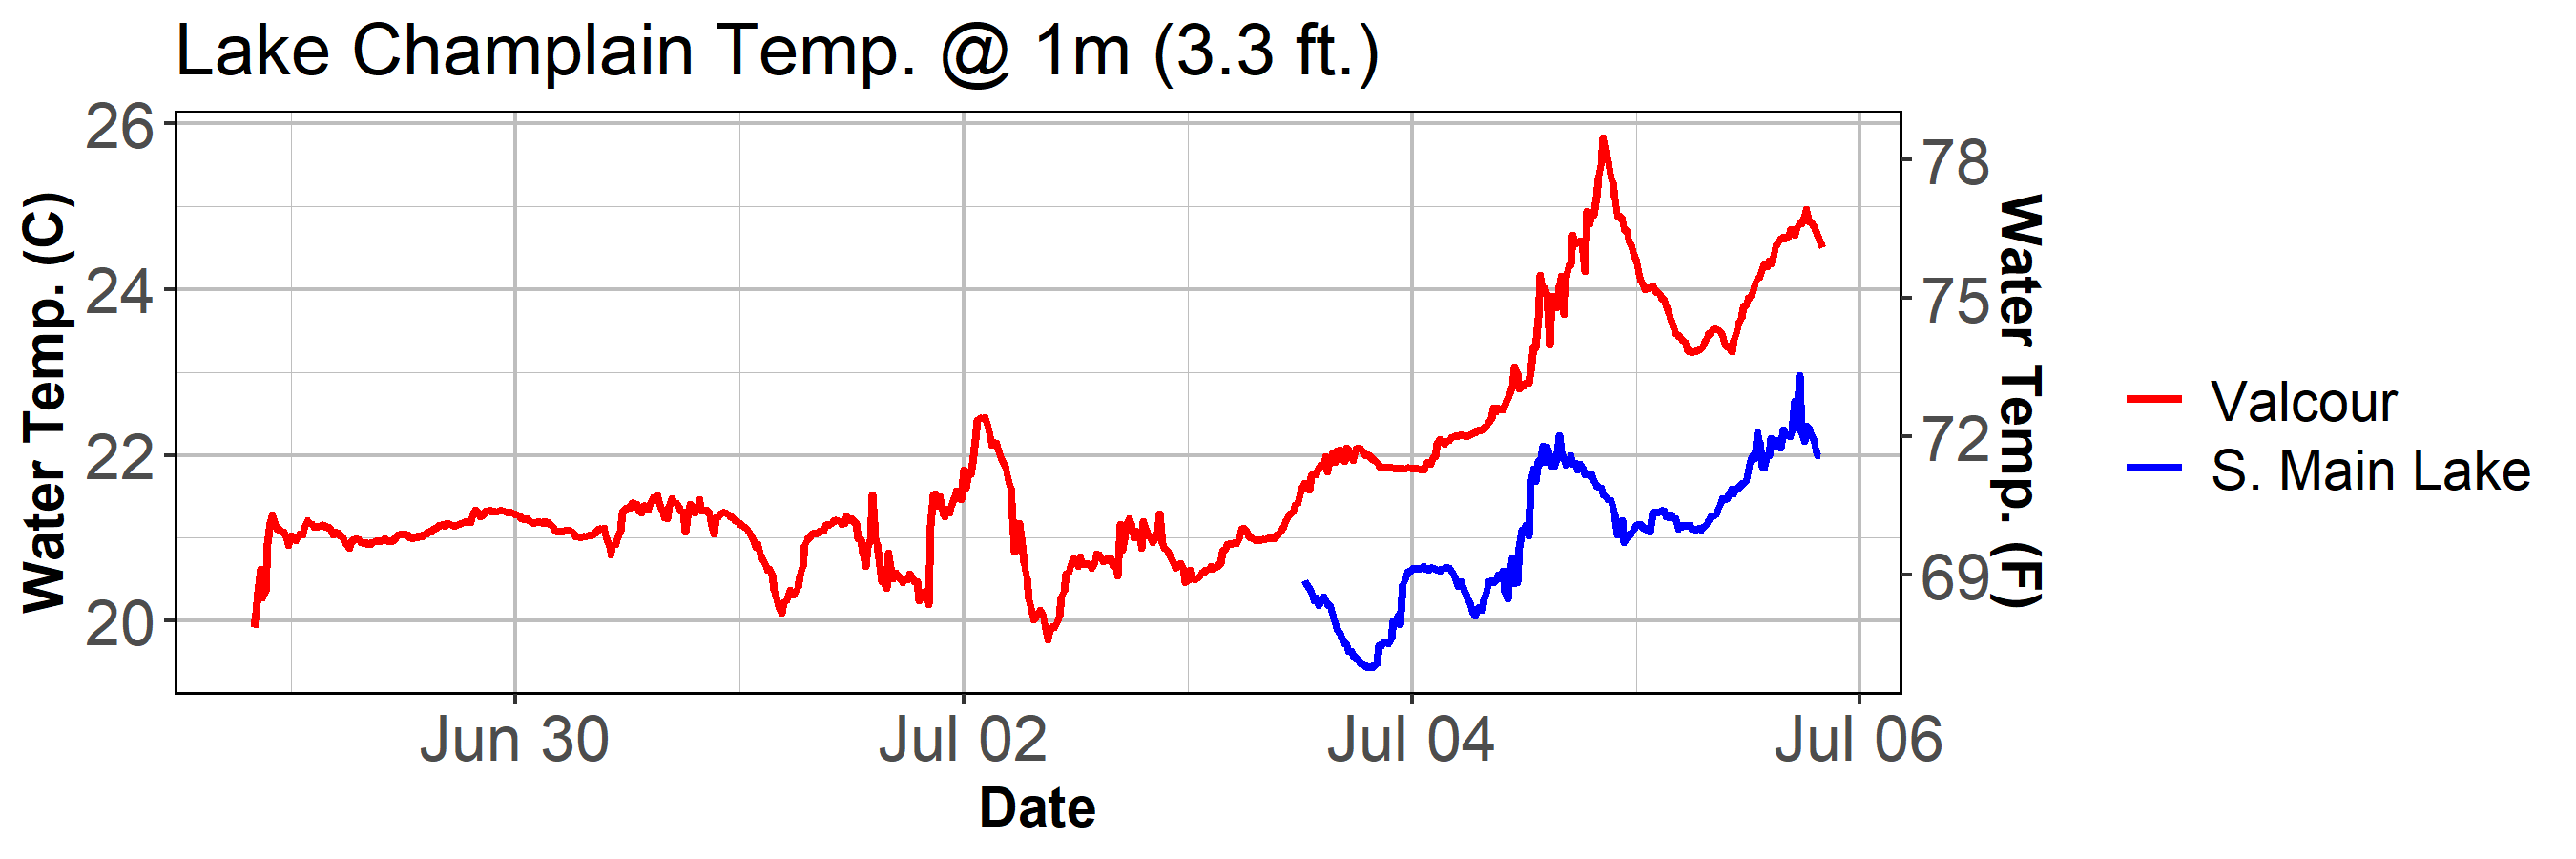 Lake Champlain Temp. @ 1m (3.3 ft.)
Water Temp. (C)
26
24
22
20
78
75
72
69
Water Temp. (F)
Jun 30
Jul 02
Jul 04
Jul 06
Date
Valcour
S. Main Lake